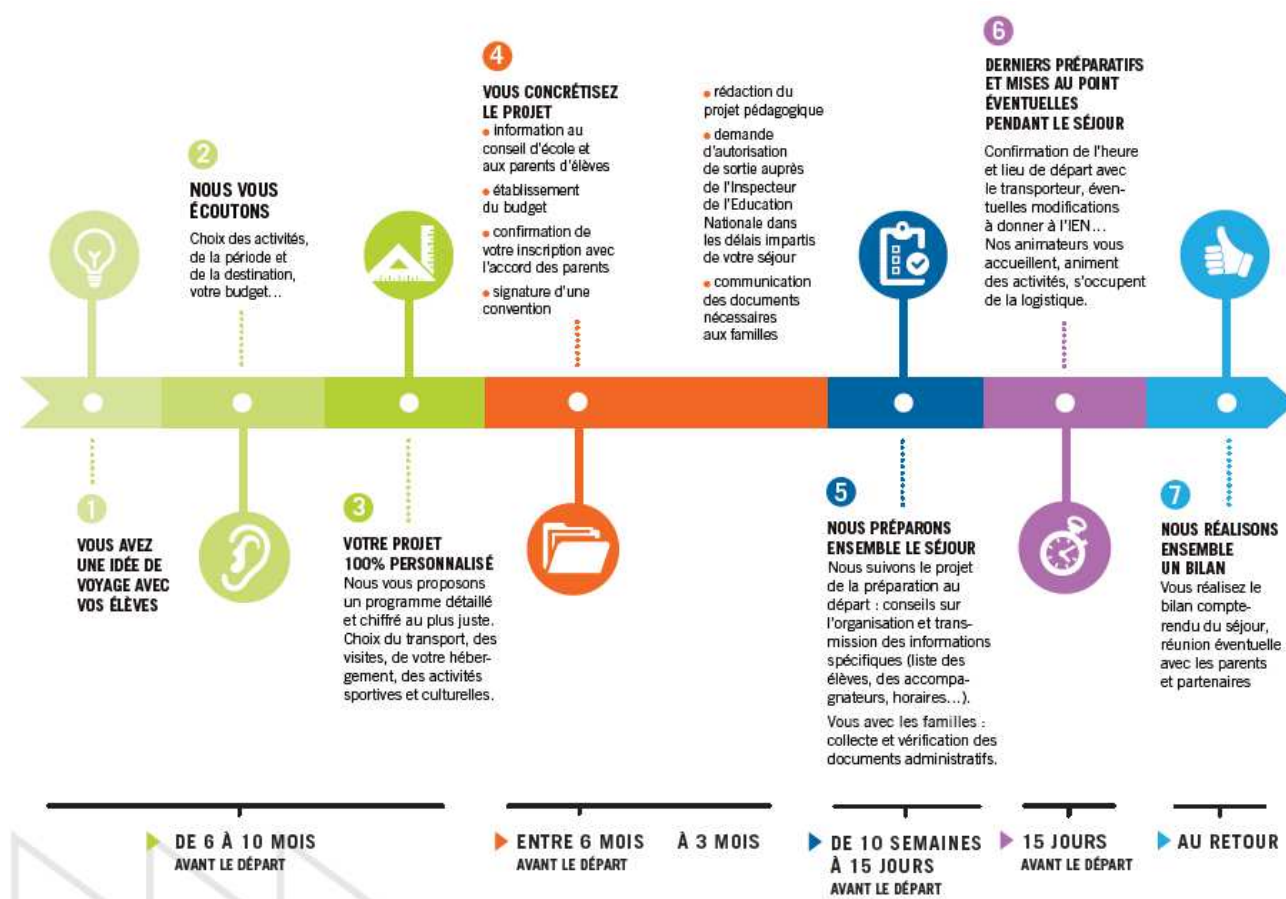 1
VOUS AVEZ
UNE IDÉE DE
VOYAGE AVEC
VOS ÉLÈVES
2
NOUS VOUS
ÉCOUTONS
Choix des activités,
de la période et
de la destination,
votre budget...
3
VOTRE PROJET
100% PERSONNALISÉ
Nous vous proposons
un programme détaillé
et chiffré au plus juste.
Choix du transport, des
visites, de votre héber-
gement, des activités
sportives et culturelles.
4
VOUS CONCRÉTISEZ
LE PROJET
• information au
conseil d'école et
aux parents d'élèves
• établissement
du budget
• confirmation de
votre inscription avec
l'accord des parents
• signature d'une
convention
• rédaction du
projet pédagogique
• demande
d'autorisation
de sortie auprès
de l'Inspecteur
de l'Education
Nationale dans
les délais impartis
de votre séjour
• communication
des documents
nécessaires
aux familles
5
NOUS PRÉPARONS
ENSEMBLE LE SÉJOUR
Nous suivons le projet
de la préparation au
départ : conseils sur
l'organisation et trans-
mission des informations
spécifiques (liste des
élèves, des accompa-
gnateurs, horaires...).
Vous avec les familles :
collecte et vérification des
documents administratifs.
6
DERNIERS PRÉPARATIFS
ET MISES AU POINT
ÉVENTUELLES
PENDANT LE SÉJOUR
Confirmation de l'heure
et lieu de départ avec
le transporteur, éven-
tuelles modifications
à donner à l'IEN...
Nos animateurs vous
accueillent, animent
des activités, s'occupent
de la logistique.
7
NOUS RÉALISONS
ENSEMBLE
UN BILAN
Vous réalisez le
bilan compte-
rendu du séjour,
réunion éventuelle
avec les parents
et partenaires
DE 6 À 10 MOIS
AVANT LE DÉPART
ENTRE 6 MOIS À 3 MOIS
AVANT LE DÉPART
DE 10 SEMAINES
À 15 JOURS
AVANT LE DÉPART
15 JOURS
AVANT LE DÉPART
AU RETOUR